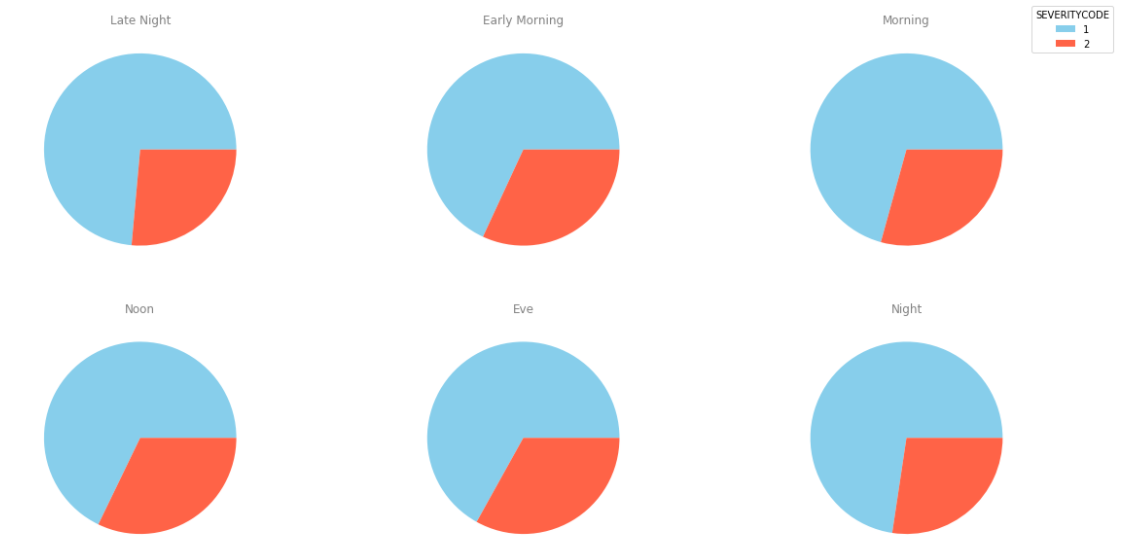 Late Night
Early Morning
Morning
SEVERITYCODE
1
2
Noon
Eve
Night